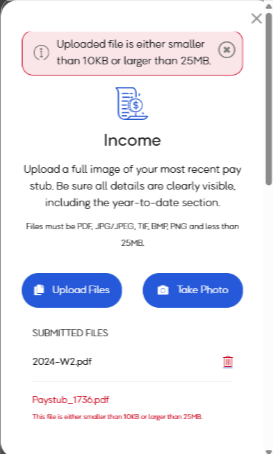 Uploaded file is either smaller
than 10KB or larger than 25MB.
Income
Upload a full image of your most recent pay
stub. Be sure all details are clearly visible,
including the year-to-date section.
Files must be PDF, JPG/JPEG, TIF, BMP, PNG and less than
25MB.
Upload Files
Take Photo
SUBMITTED FILES
2024-W2.pdf
Paystub_1736.pdf
This file is either smaller than 10KB or larger than 25MB.